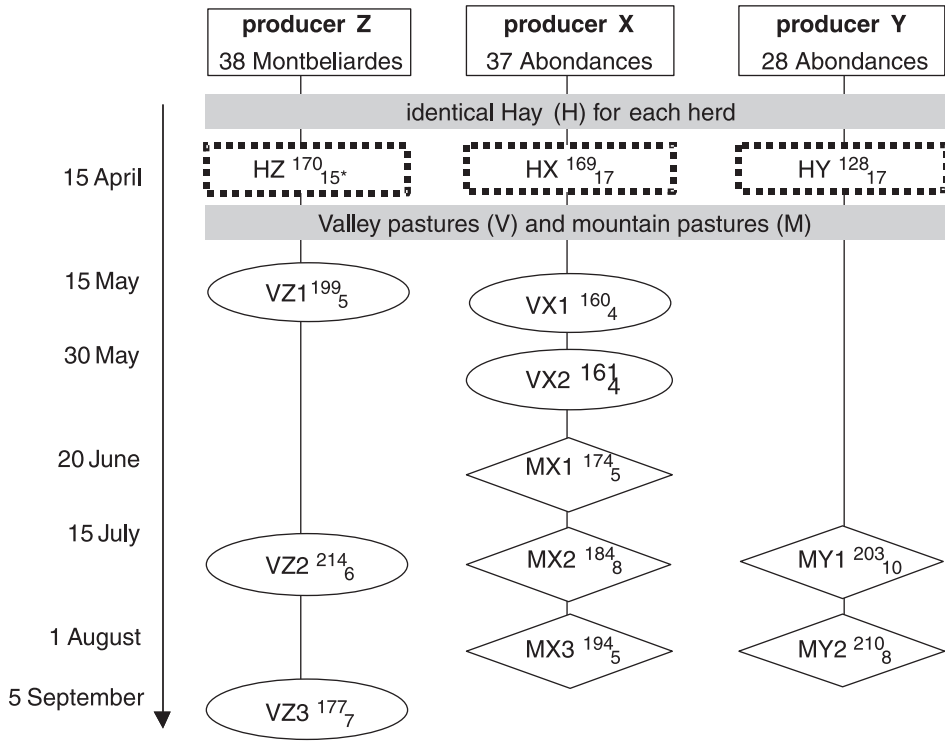 producer Z
38 Montbeliardes
producer X
37 Abondances
producer Y
28 Abondances
identical Hay (H) for each herd
15 April
HZ 170 15*
HX 169 17
HY 128 17
Valley pastures (V) and mountain pastures (M)
15 May
VZ1 199 5
VX1 160 4
30 May
VX2 161 4
20 June
MX1 174 5
15 July
VZ2 214 6
MX2 184 8
MY1 203 10
1 August
MX3 194 5
MY2 210 8
5 September
VZ3 177 7